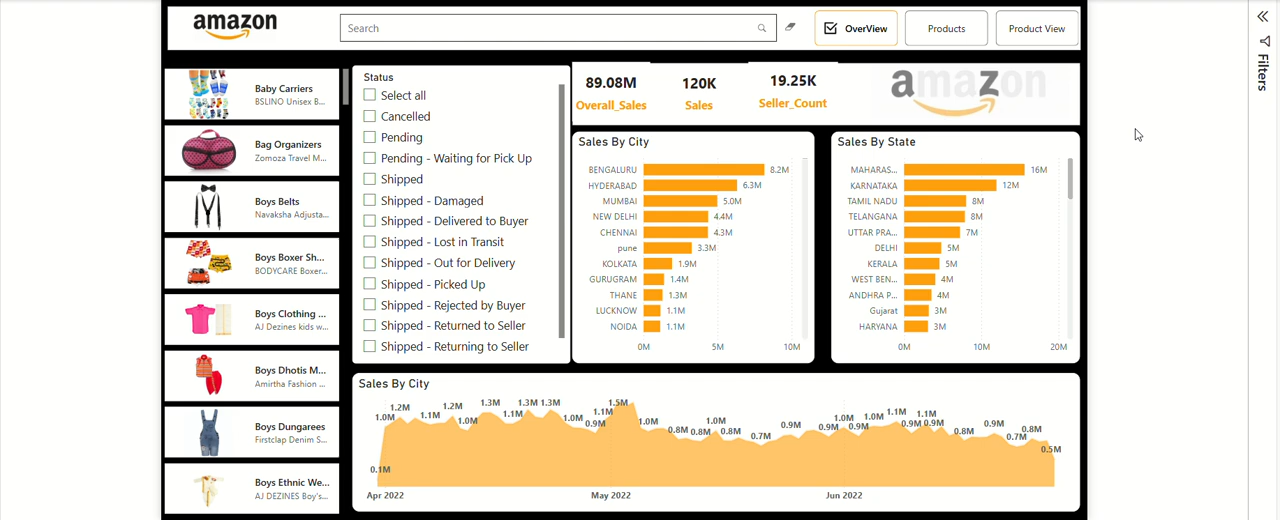 amazon
Search
OverView
Products
Product View
Filters
Baby Carriers
BSLINO Unisex B...
Bag Organizers
Zomoza Travel M...
Boys Belts
Navaksha Adjusta...
Boys Boxer Sh...
BODYCARE Boxer...
Boys Clothing ...
AJ Dezines kids w...
Boys Dhotis M...
Amirtha Fashion ...
Boys Dungarees
Firstclap Denim S...
Boys Ethnic We...
AJ DEZINES Boy's...
Status
Select all
Cancelled
Pending
Pending - Waiting for Pick Up
Shipped
Shipped - Damaged
Shipped - Delivered to Buyer
Shipped - Lost in Transit
Shipped - Out for Delivery
Shipped - Picked Up
Shipped - Rejected by Buyer
Shipped - Returned to Seller
Shipped - Returning to Seller
89.08M
Overall_Sales
120K
Sales
19.25K
Seller_Count
amazon
Sales By City
BENGALURU 8.2M
HYDERABAD 6.3M
MUMBAI 5.0M
NEW DELHI 4.4M
CHENNAI 4.3M
pune 3.3M
KOLKATA 1.9M
GURUGRAM 1.4M
THANE 1.3M
LUCKNOW 1.1M
NOIDA 1.1M
0M 5M 10M
Sales By State
MAHARAS... 16M
KARNATAKA 12M
TAMIL NADU 8M
TELANGANA 8M
UTTAR PRA... 7M
DELHI 5M
KERALA 5M
WEST BEN... 4M
ANDHRA P... 4M
Gujarat 3M
HARYANA 3M
0M 10M 20M
Sales By City
0.1M 1.0M 1.2M 1.1M 1.2M 1.0M 1.3M 1.1M 1.3M 1.3M 1.0M 0.9M 1.1M 1.5M 1.0M 0.8M 0.8M 1.0M 0.8M 0.7M 0.9M 0.9M 1.0M 0.9M 1.0M 1.1M 0.9M 1.1M 0.9M 0.8M 0.9M 0.7M 0.8M 0.5M
Apr 2022 May 2022 Jun 2022